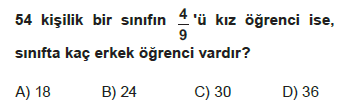 54 kişilik bir sınıfın 4/9 'ü kız öğrenci ise,
sınıfta kaç erkek öğrenci vardır?
A) 18 B) 24 C) 30 D) 36